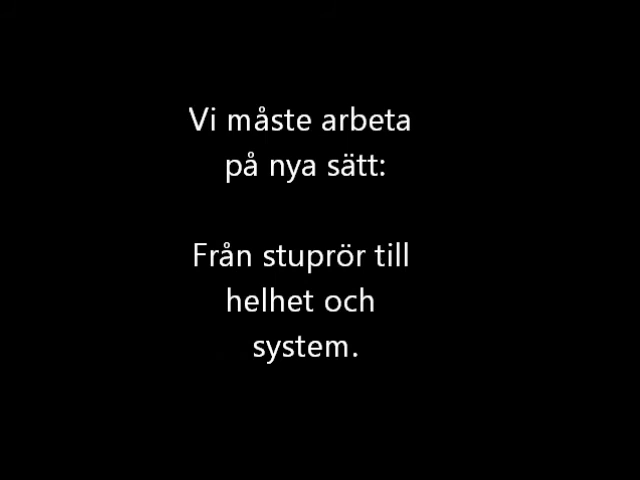 Vi måste arbeta
på nya sätt:
Från stuprör till
helhet och
system.